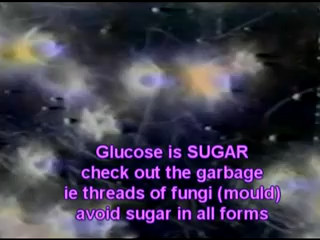 Glucose is SUGAR
check out the garbage
ie threads of fungi (mould)
avoid sugar in all forms